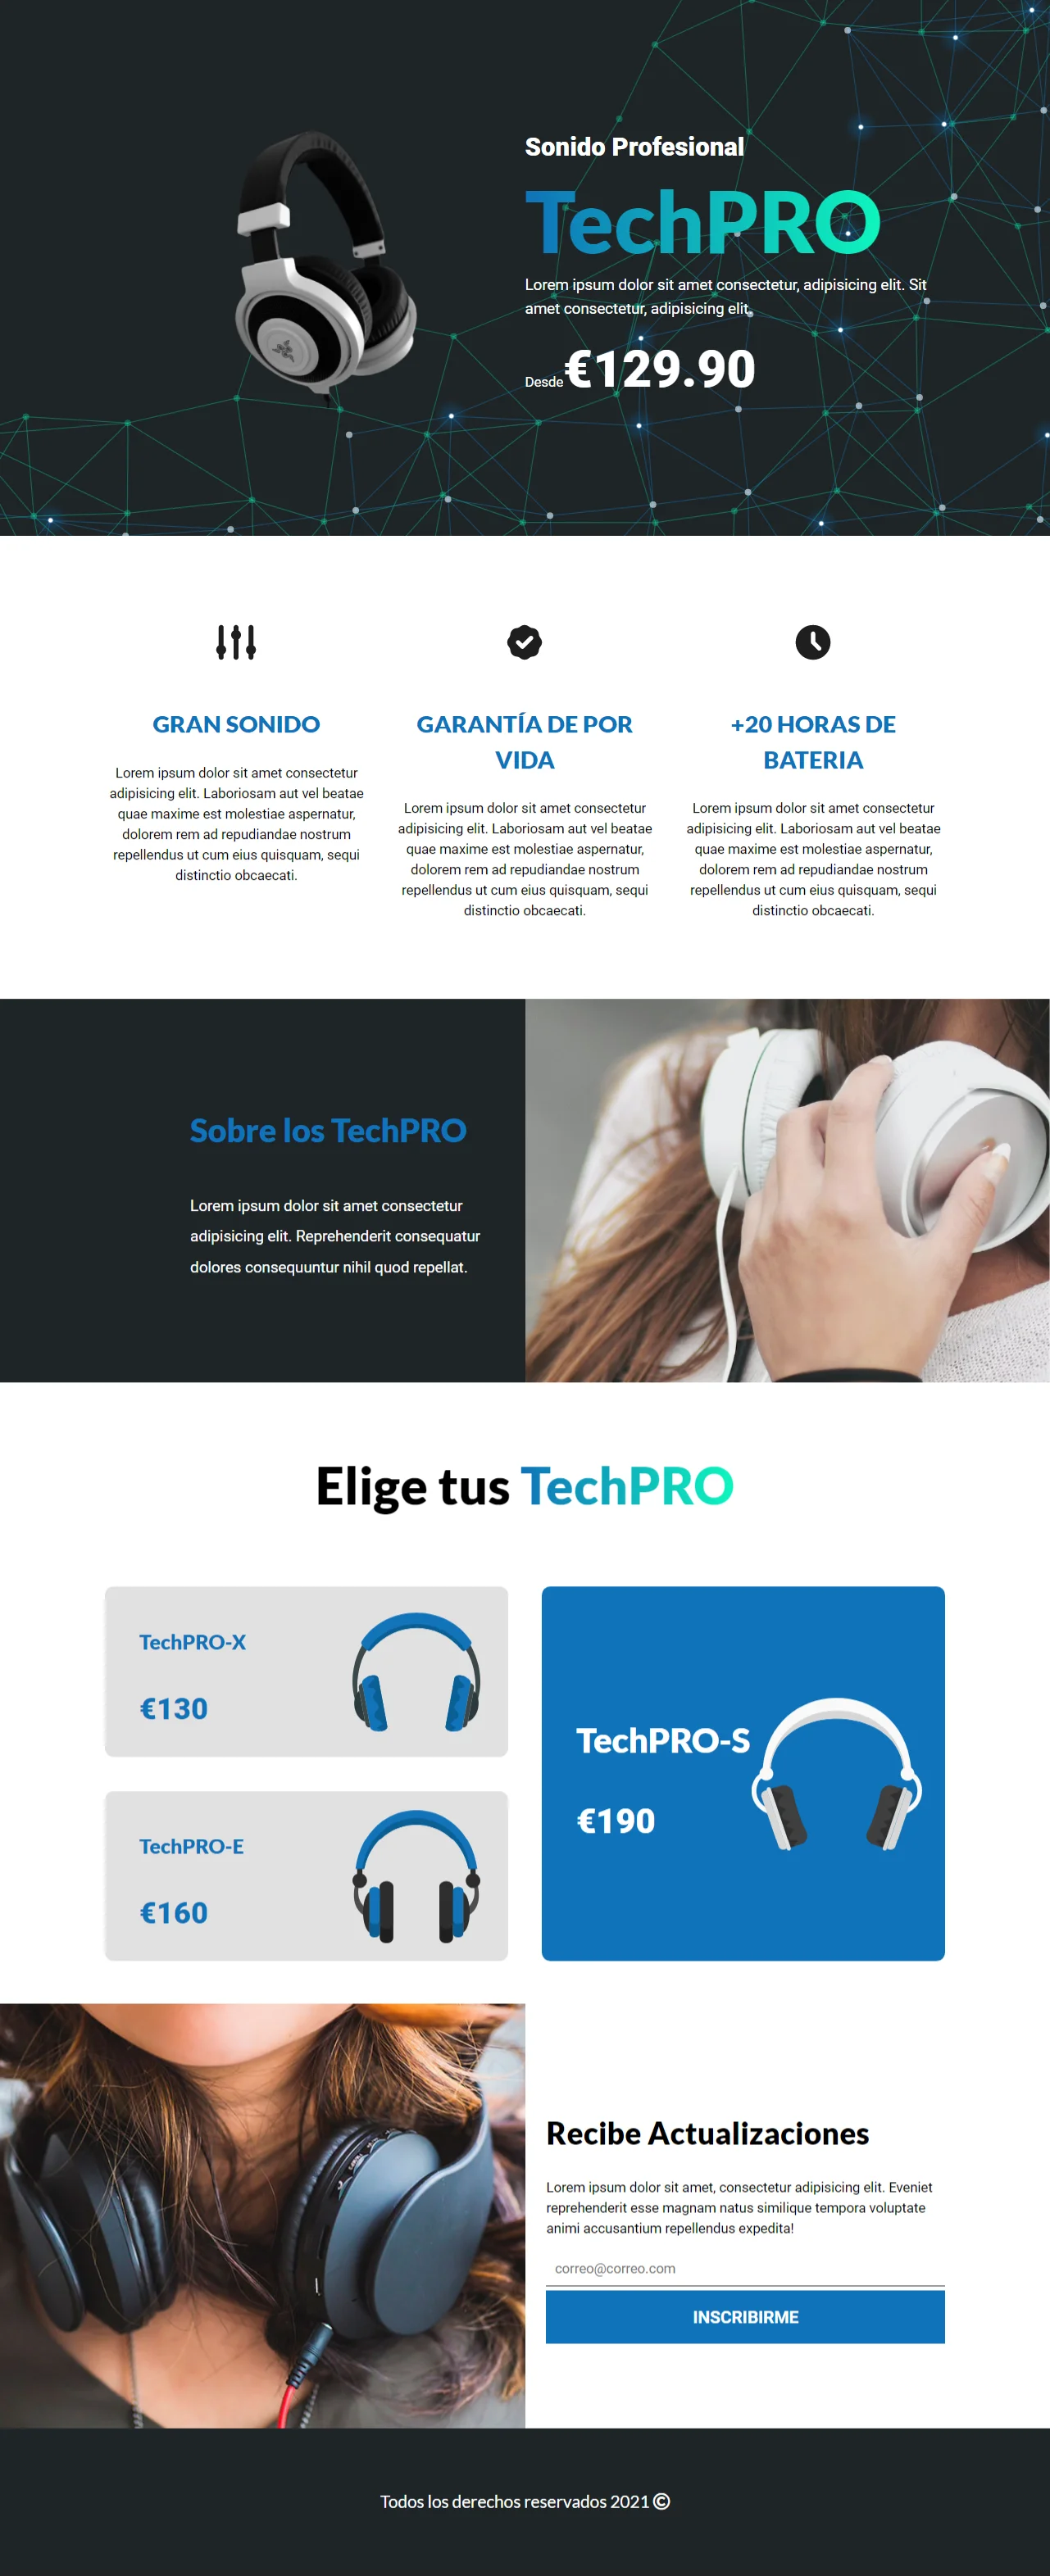 Sonido Profesional
TechPRO
Lorem ipsum dolor sit amet consectetur, adipisicing elit. Sit
amet consectetur, adipisicing elit.
Desde€129.90
GRAN SONIDO
Lorem ipsum dolor sit amet consectetur
adipisicing elit. Laboriosam aut vel beatae
quae maxime est molestiae aspernatur,
dolorem rem ad repudiandae nostrum
repellendus ut cum eius quisquam, sequi
distinctio obcaecati.
GARANTÍA DE POR
VIDA
Lorem ipsum dolor sit amet consectetur
adipisicing elit. Laboriosam aut vel beatae
quae maxime est molestiae aspernatur,
dolorem rem ad repudiandae nostrum
repellendus ut cum eius quisquam, sequi
distinctio obcaecati.
+20 HORAS DE
BATERIA
Lorem ipsum dolor sit amet consectetur
adipisicing elit. Laboriosam aut vel beatae
quae maxime est molestiae aspernatur,
dolorem rem ad repudiandae nostrum
repellendus ut cum eius quisquam, sequi
distinctio obcaecati.
Sobre los TechPRO
Lorem ipsum dolor sit amet consectetur
adipisicing elit. Reprehenderit consequatur
dolores consequuntur nihil quod repellat.
Elige tus TechPRO
TechPRO-X
€130
TechPRO-E
€160
TechPRO-S
€190
Recibe Actualizaciones
Lorem ipsum dolor sit amet, consectetur adipisicing elit. Eveniet
reprehenderit esse magnam natus similique tempora voluptate
animi accusantium repellendus expedita!
correo@correo.com
INSCRIBIRME
Todos los derechos reservados 2021 ©